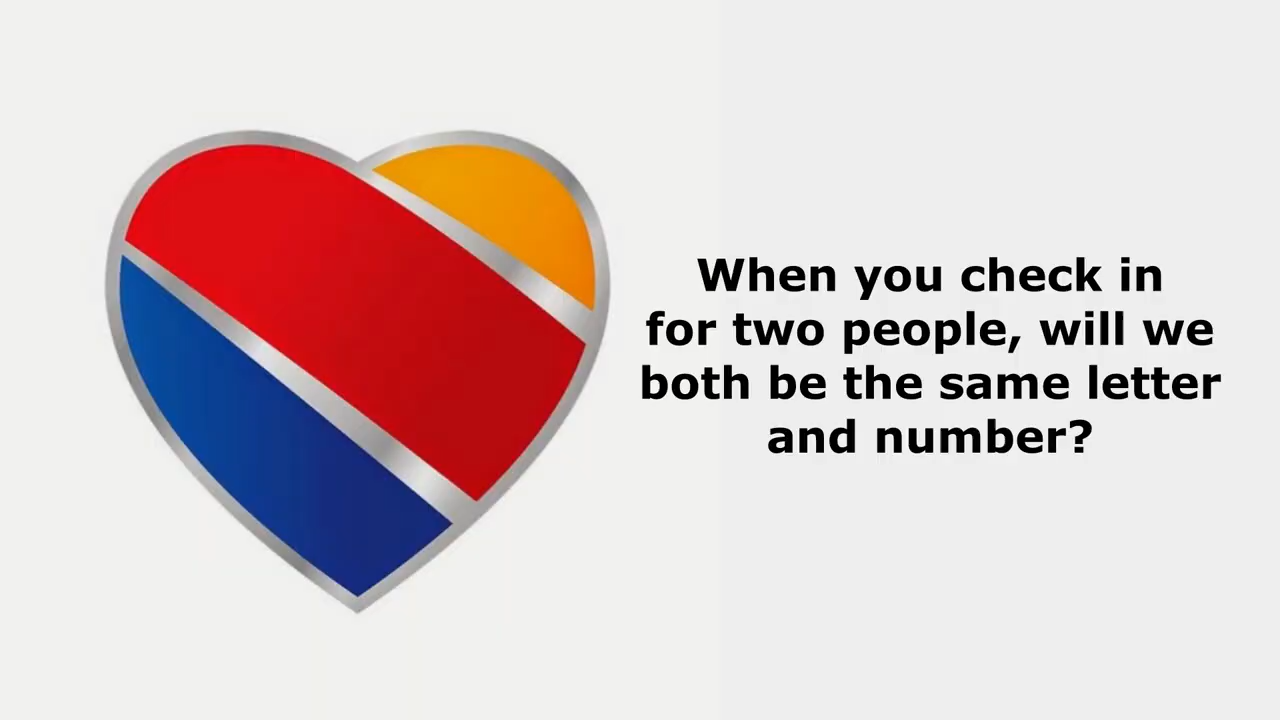 When you check in
for two people, will we
both be the same letter
and number?